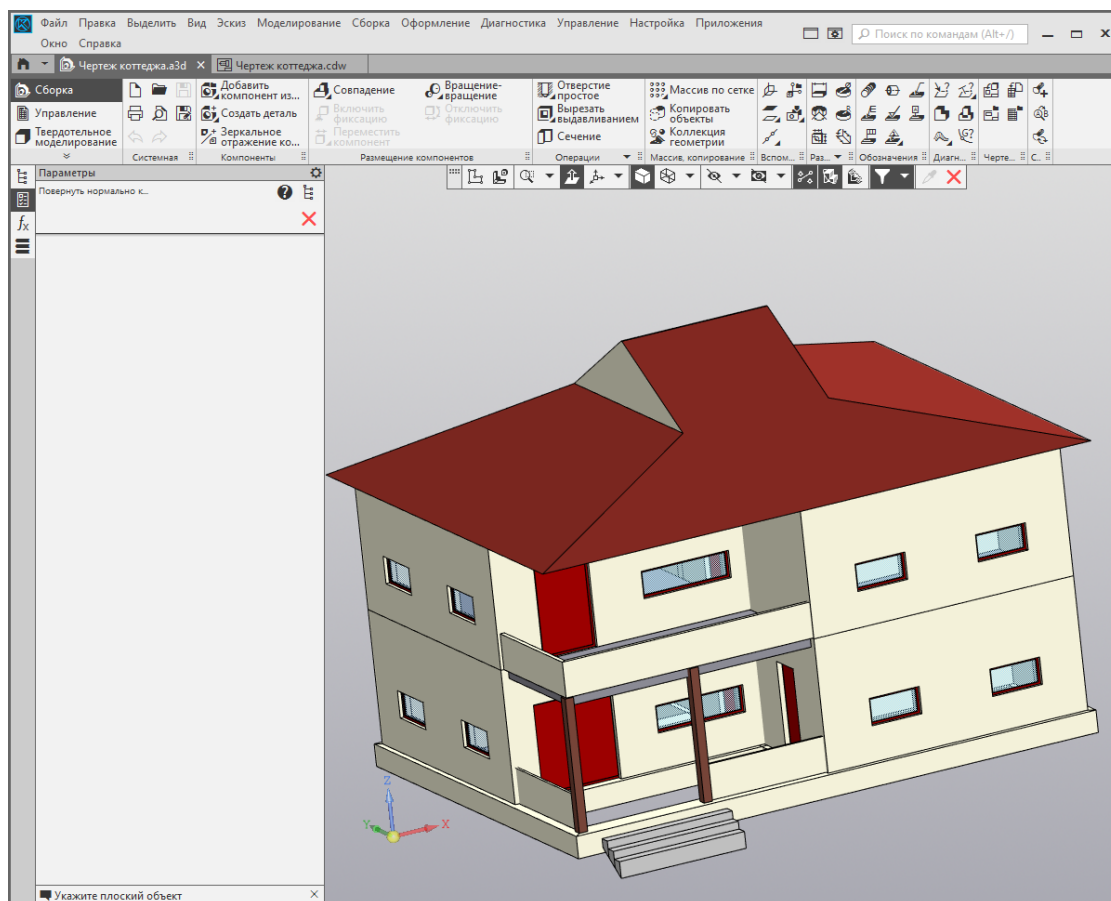 Файл Правка Выделить Вид Эскиз Моделирование Сборка Оформление Диагностика Управление Настройка Приложения
Окно Справка
Поиск по командам (Alt+/)
Чертеж коттеджа.a3d
Чертеж коттеджа.cdw
Сборка
Управление
Твердотельное
моделирование
Системная
Добавить
компонент из...
Создать деталь
Зеркальное
отражение ко...
Компоненты
Совпадение
Включить
фиксацию
Переместить
компонент
Вращение-
вращение
Отключить
фиксацию
Размещение компонентов
Отверстие
простое
Вырезать
выдавливанием
Сечение
Операции
Массив по сетке
Копировать
объекты
Коллекция
геометрии
Массив, копирование
Вспом...
Раз...
Обозначения
Диагн...
Черте...
С...
Параметры
Повернуть нормально к...
X
Y
Z
Укажите плоский объект